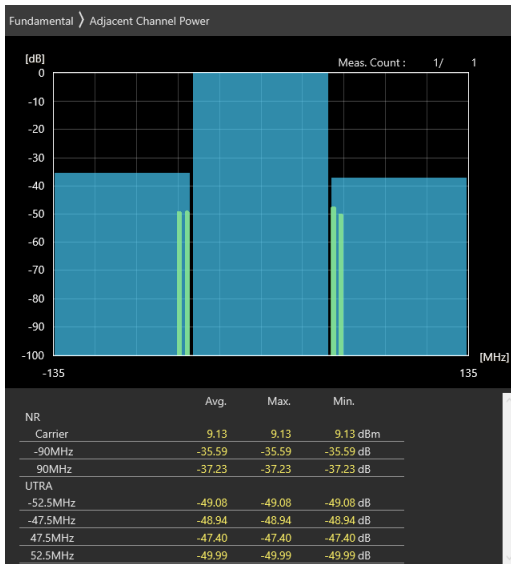 Fundamental 〉 Adjacent Channel Power
[dB] Meas. Count : 1/ 1
0
-10
-20
-30
-40
-50
-60
-70
-80
-90
-100 [MHz]
-135 135
Avg. Max. Min.
NR
Carrier 9.13 9.13 9.13 dBm
-90MHz -35.59 -35.59 -35.59 dB
90MHz -37.23 -37.23 -37.23 dB
UTRA
-52.5MHz -49.08 -49.08 -49.08 dB
-47.5MHz -48.94 -48.94 -48.94 dB
47.5MHz -47.40 -47.40 -47.40 dB
52.5MHz -49.99 -49.99 -49.99 dB